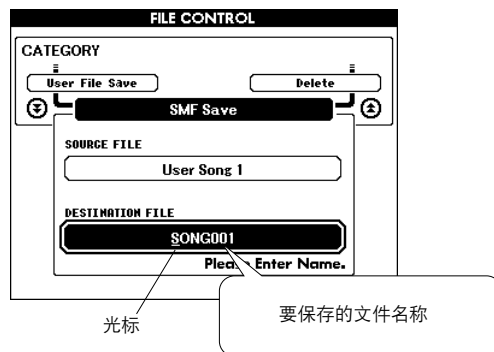 FILE CONTROL
CATEGORY
User File Save
Delete
SMF Save
SOURCE FILE
User Song 1
DESTINATION FILE
SONG001
Enter Name.
光标
要保存的文件名称